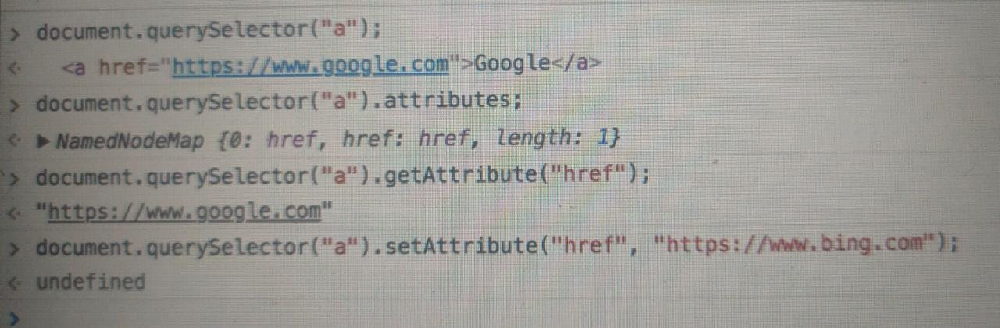 > document.querySelector("a");
<· <a href="https://www.google.com">Google</a>
> document.querySelector("a").attributes;
<· ▶NamedNodeMap {0: href, href: href, length: 1}
> document.querySelector("a").getAttribute("href");
<· "https://www.google.com"
> document.querySelector("a").setAttribute("href", "https://www.bing.com");
<· undefined
>